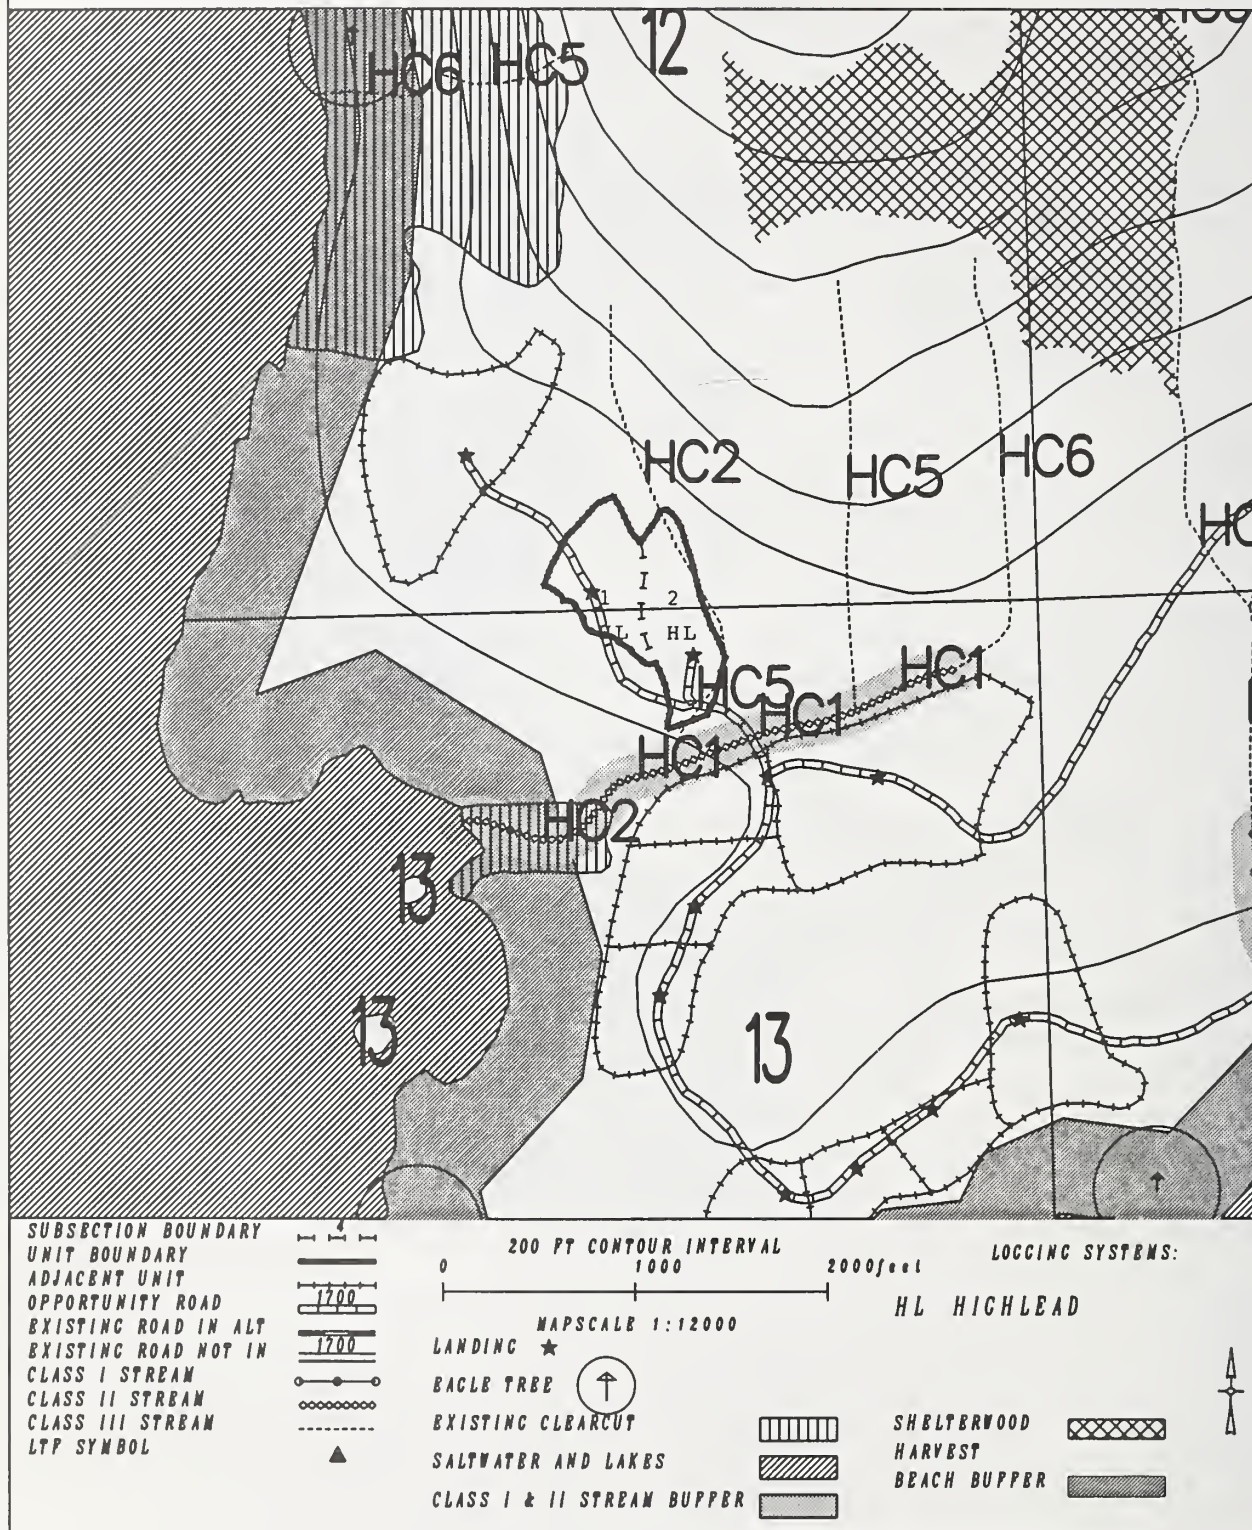 12
HC6
HC5
HC2
HC5
HC6
1
2
HL
HC5
HC1
HC1
HC1
HC2
13
13
13
SUBSECTION BOUNDARY
UNIT BOUNDARY
ADJACENT UNIT
OPPORTUNITY ROAD
1700
EXISTING ROAD IN ALT
EXISTING ROAD NOT IN
1700
CLASS I STREAM
CLASS II STREAM
CLASS III STREAM
LTF SYMBOL
200 FT CONTOUR INTERVAL
0 1000 2000feet
MAPSCALE 1:12000
LANDING
EAGLE TREE
EXISTING CLEARCUT
SALTWATER AND LAKES
CLASS I & II STREAM BUFFER
LOGGING SYSTEMS:
HL HIGHLEAD
SHELTERWOOD
HARVEST
BEACH BUFFER